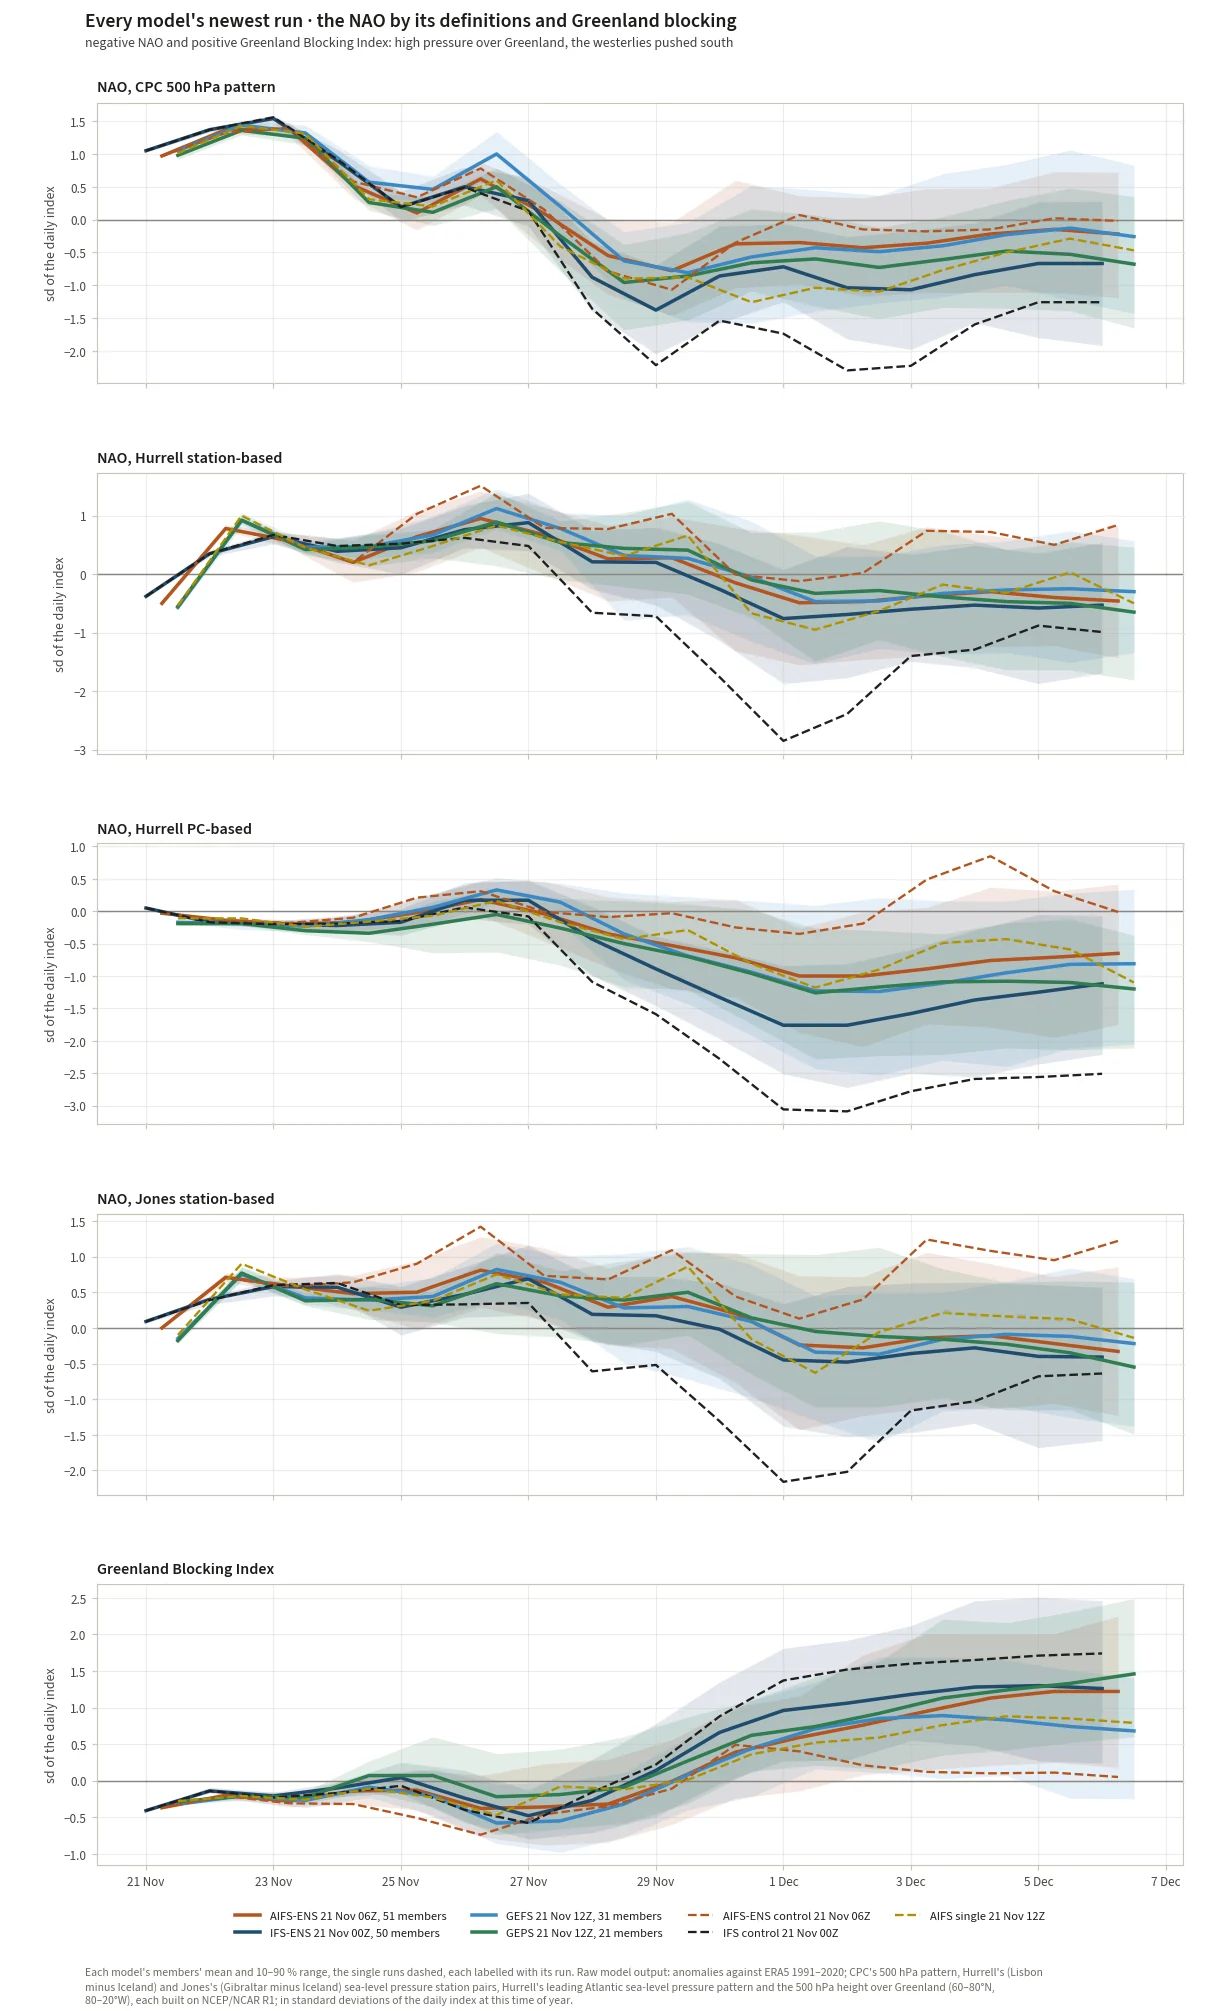 Every model's newest run · the NAO by its definitions and Greenland blocking
negative NAO and positive Greenland Blocking Index: high pressure over Greenland, the westerlies pushed south
NAO, CPC 500 hPa pattern
1.5
1.0
0.5
0.0
−0.5
−1.0
−1.5
−2.0
sd of the daily index
NAO, Hurrell station-based
1
0
−1
−2
−3
sd of the daily index
NAO, Hurrell PC-based
1.0
0.5
0.0
−0.5
−1.0
−1.5
−2.0
−2.5
−3.0
sd of the daily index
NAO, Jones station-based
1.5
1.0
0.5
0.0
−0.5
−1.0
−1.5
−2.0
sd of the daily index
Greenland Blocking Index
2.5
2.0
1.5
1.0
0.5
0.0
−0.5
−1.0
sd of the daily index
21 Nov 23 Nov 25 Nov 27 Nov 29 Nov 1 Dec 3 Dec 5 Dec 7 Dec
AIFS-ENS 21 Nov 06Z, 51 members GEFS 21 Nov 12Z, 31 members AIFS-ENS control 21 Nov 06Z AIFS single 21 Nov 12Z
IFS-ENS 21 Nov 00Z, 50 members GEPS 21 Nov 12Z, 21 members IFS control 21 Nov 00Z
Each model's members' mean and 10–90 % range, the single runs dashed, each labelled with its run. Raw model output: anomalies against ERA5 1991–2020; CPC's 500 hPa pattern, Hurrell's (Lisbon
minus Iceland) and Jones's (Gibraltar minus Iceland) sea-level pressure station pairs, Hurrell's leading Atlantic sea-level pressure pattern and the 500 hPa height over Greenland (60–80°N,
80–20°W), each built on NCEP/NCAR R1; in standard deviations of the daily index at this time of year.